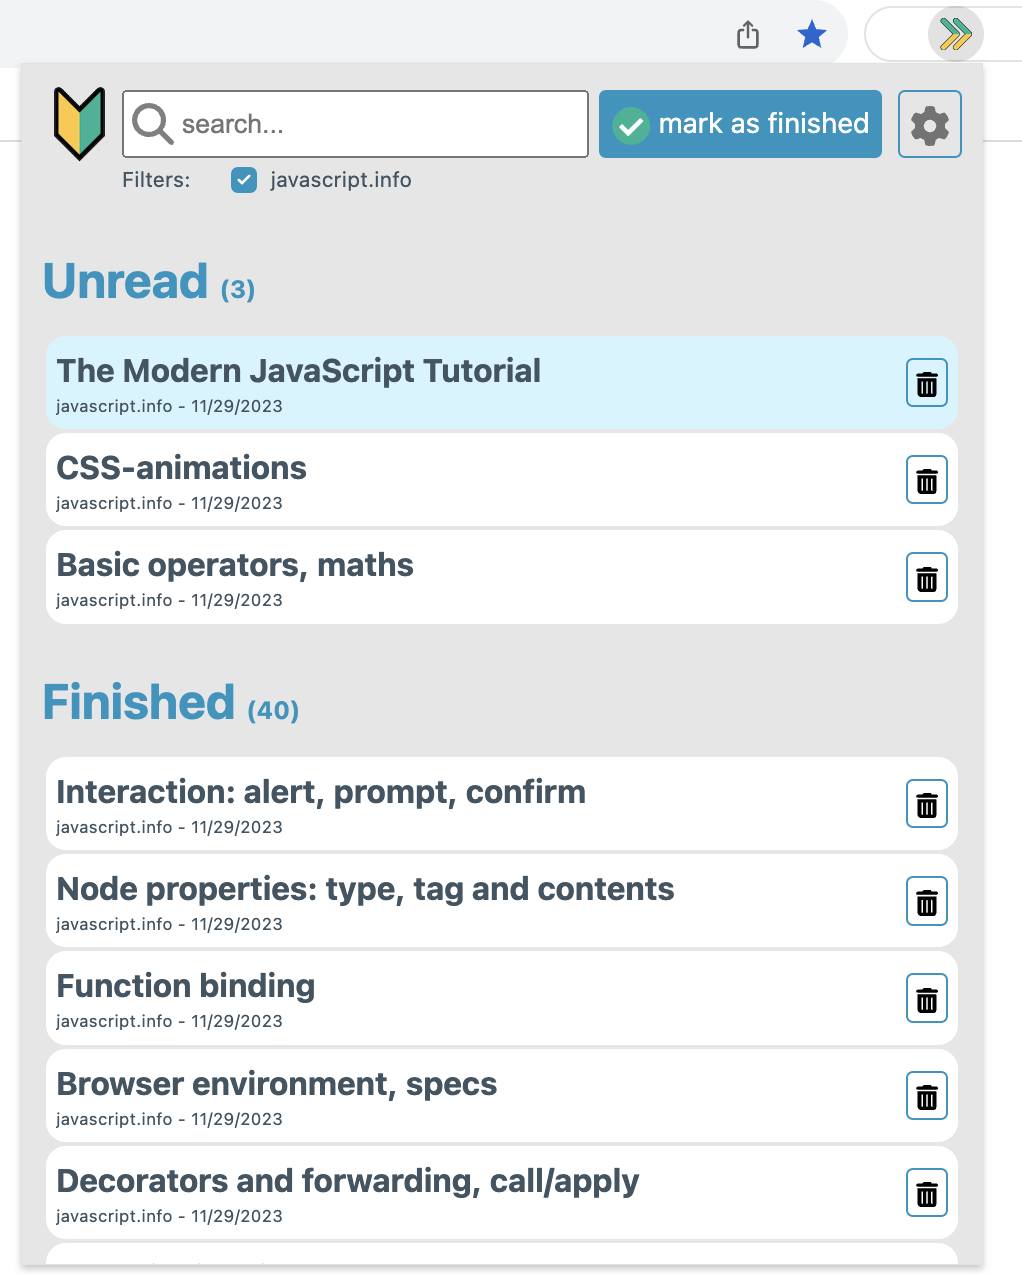 search...
mark as finished
Filters:
javascript.info
Unread (3)
The Modern JavaScript Tutorial
javascript.info - 11/29/2023
CSS-animations
javascript.info - 11/29/2023
Basic operators, maths
javascript.info - 11/29/2023
Finished (40)
Interaction: alert, prompt, confirm
javascript.info - 11/29/2023
Node properties: type, tag and contents
javascript.info - 11/29/2023
Function binding
javascript.info - 11/29/2023
Browser environment, specs
javascript.info - 11/29/2023
Decorators and forwarding, call/apply
javascript.info - 11/29/2023